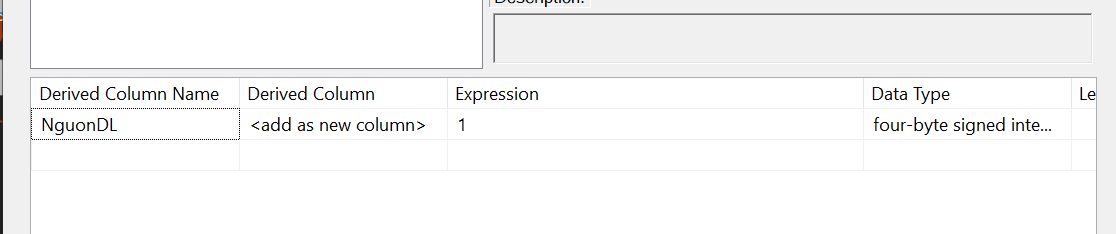 Description:
Derived Column Name Derived Column Expression Data Type Le
NguonDL <add as new column> 1 four-byte signed inte...